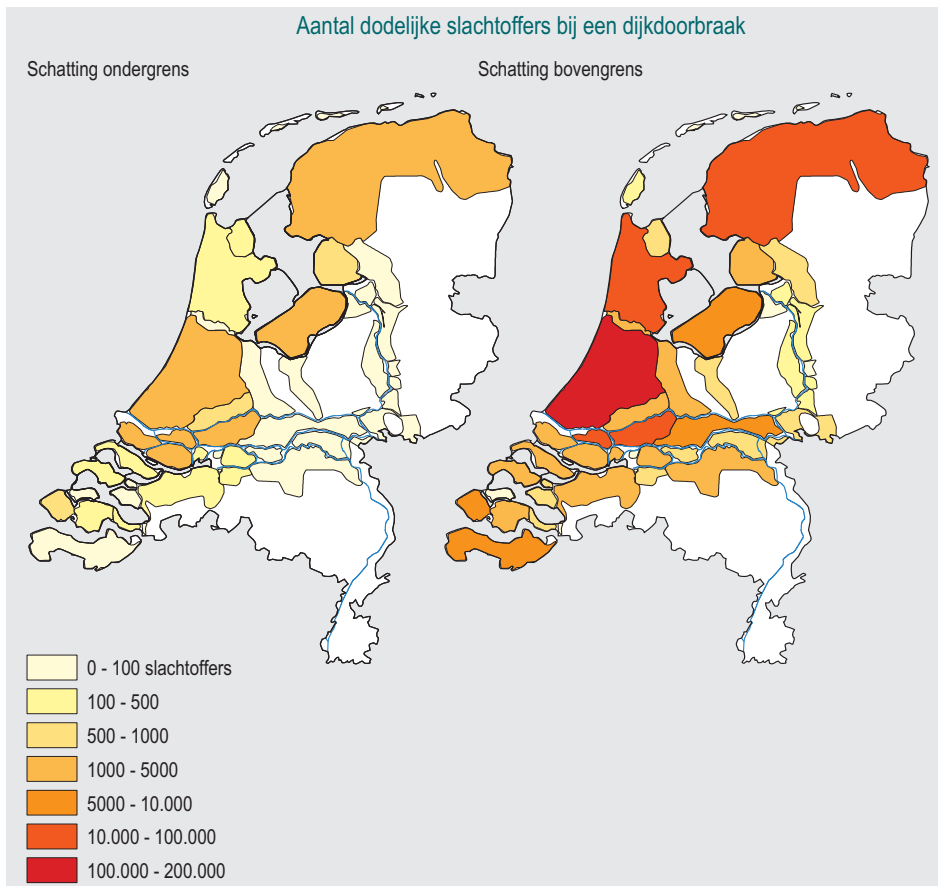 Aantal dodelijke slachtoffers bij een dijkdoorbraak
Schatting ondergrens
Schatting bovengrens
0 - 100 slachtoffers
100 - 500
500 - 1000
1000 - 5000
5000 - 10.000
10.000 - 100.000
100.000 - 200.000